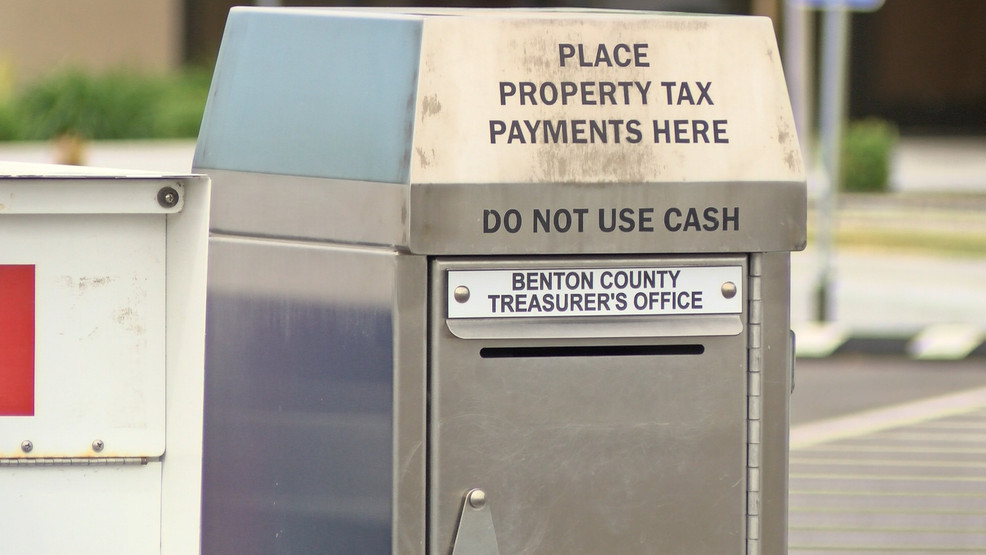 PLACE
PROPERTY TAX
PAYMENTS HERE
DO NOT USE CASH
BENTON COUNTY
TREASURER'S OFFICE